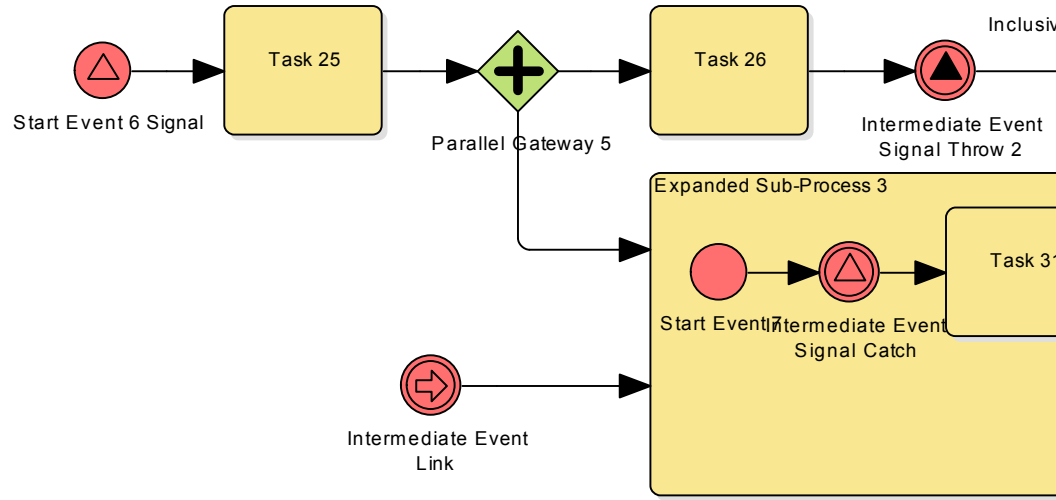 Inclusiv
Task 25
Task 26
Start Event 6 Signal
Parallel Gateway 5
Intermediate Event
Signal Throw 2
Expanded Sub-Process 3
Task 31
Start Event 7
Intermediate Event
Signal Catch
Intermediate Event
Link